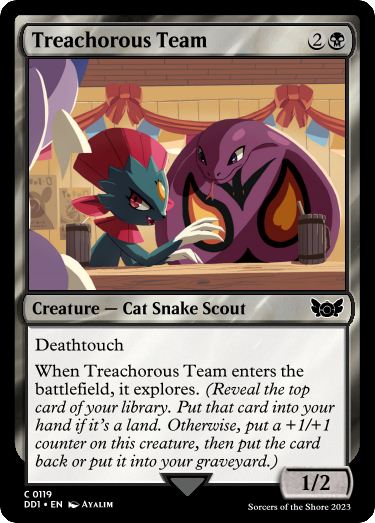 Treachorous Team 2
Creature — Cat Snake Scout
Deathtouch
When Treachorous Team enters the
battlefield, it explores. (Reveal the top
card of your library. Put that card into your
hand if it's a land. Otherwise, put a +1/+1
counter on this creature, then put the card
back or put it into your graveyard.)
1/2
C 0119
DD1 • EN Ayalim
Sorcers of the Shore 2023